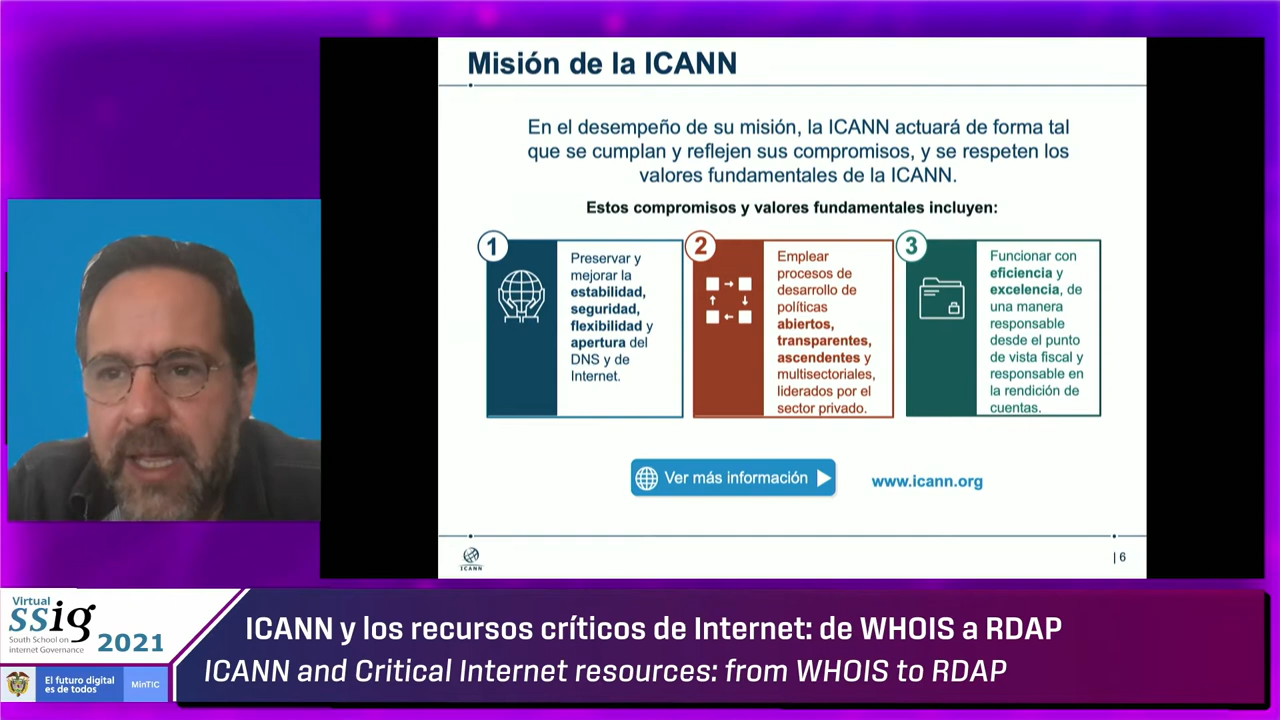 Misión de la ICANN
En el desempeño de su misión, la ICANN actuará de forma tal
que se cumplan y reflejen sus compromisos, y se respeten los
valores fundamentales de la ICANN.
Estos compromisos y valores fundamentales incluyen:
1
Preservar y
mejorar la
estabilidad,
seguridad,
flexibilidad y
apertura del
DNS y de
Internet.
2
Emplear
procesos de
desarrollo de
políticas
abiertos,
transparentes,
ascendentes y
multisectoriales,
liderados por el
sector privado.
3
Funcionar con
eficiencia y
excelencia, de
una manera
responsable
desde el punto
de vista fiscal y
responsable en
la rendición de
cuentas.
Ver más información
www.icann.org
ICANN
| 6
Virtual
ssig
South School on
internet Governance
2021
El futuro digital
es de todos
MinTIC
ICANN y los recursos críticos de Internet: de WHOIS a RDAP
ICANN and Critical Internet resources: from WHOIS to RDAP